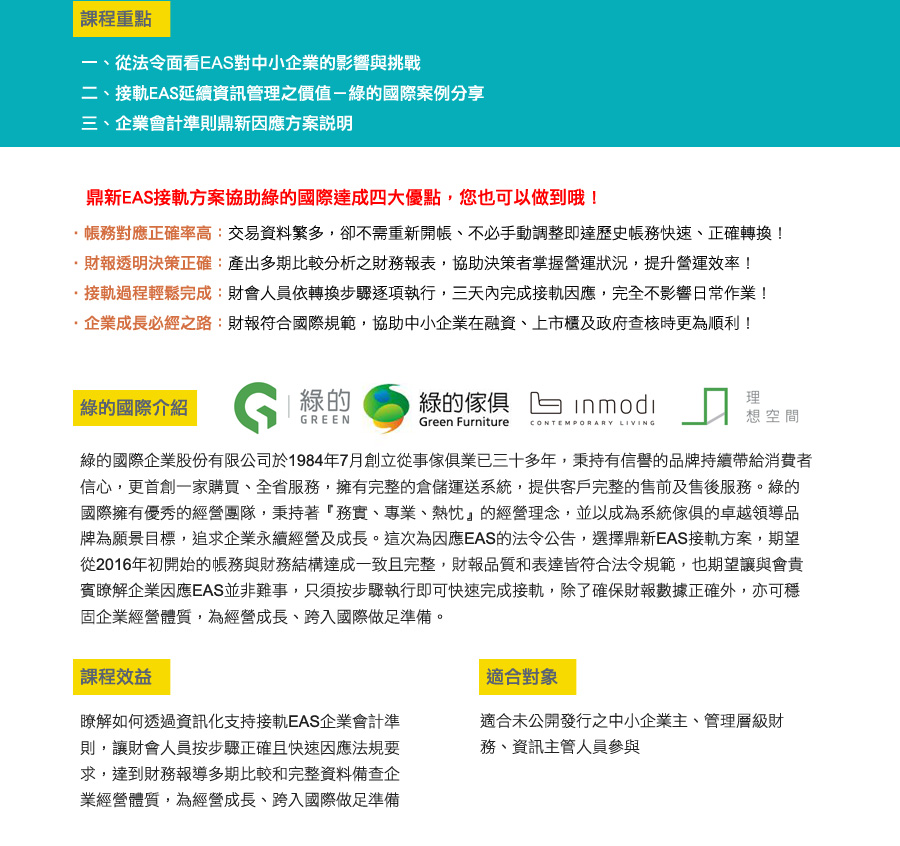 課程重點
一、從法令面看EAS對中小企業的影響與挑戰
二、接軌EAS延續資訊管理之價值－綠的國際案例分享
三、企業會計準則鼎新因應方案說明
鼎新EAS接軌方案協助綠的國際達成四大優點，您也可以做到哦！
·帳務對應正確率高：交易資料繁多，卻不需重新開帳、不必手動調整即達歷史帳務快速、正確轉換！
·財報透明決策正確：產出多期比較分析之財務報表，協助決策者掌握營運狀況，提升營運效率！
·接軌過程輕鬆完成：財會人員依轉換步驟逐項執行，三天內完成接軌因應，完全不影響日常作業！
·企業成長必經之路：財報符合國際規範，協助中小企業在融資、上市櫃及政府查核時更為順利！
綠的國際介紹
綠的
GREEN
綠的傢俱
Green Furniture
inmodi
CONTEMPORARY LIVING
理
想空間
綠的國際企業股份有限公司於1984年7月創立從事傢俱業已三十多年，秉持有信譽的品牌持續帶給消費者
信心，更首創一家購買、全省服務，擁有完整的倉儲運送系統，提供客戶完整的售前及售後服務。綠的
國際擁有優秀的經營團隊，秉持著『務實、專業、熱忱』的經營理念，並以成為系統傢俱的卓越領導品
牌為願景目標，追求企業永續經營及成長。這次為因應EAS的法令公告，選擇鼎新EAS接軌方案，期望
從2016年初開始的帳務與財務結構達成一致且完整，財報品質和表達皆符合法令規範，也期望讓與會貴
賓瞭解企業因應EAS並非難事，只須按步驟執行即可快速完成接軌，除了確保財報數據正確外，亦可穩
固企業經營體質，為經營成長、跨入國際做足準備。
課程效益
瞭解如何透過資訊化支持接軌EAS企業會計準
則，讓財會人員按步驟正確且快速因應法規要
求，達到財務報導多期比較和完整資料備查企
業經營體質，為經營成長、跨入國際做足準備
適合對象
適合未公開發行之中小企業主、管理層級財
務、資訊主管人員參與